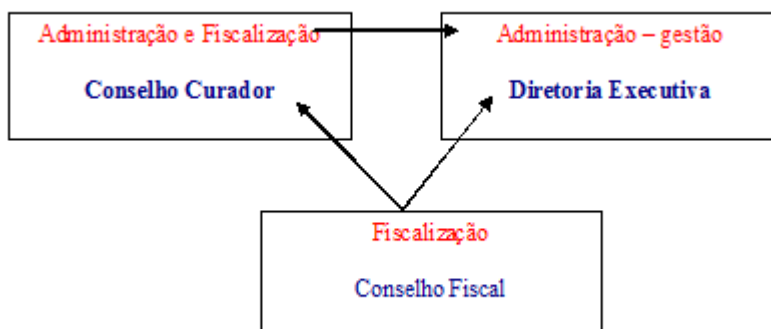 Administração e Fiscalização
Conselho Curador
Administração – gestão
Diretoria Executiva
Fiscalização
Conselho Fiscal